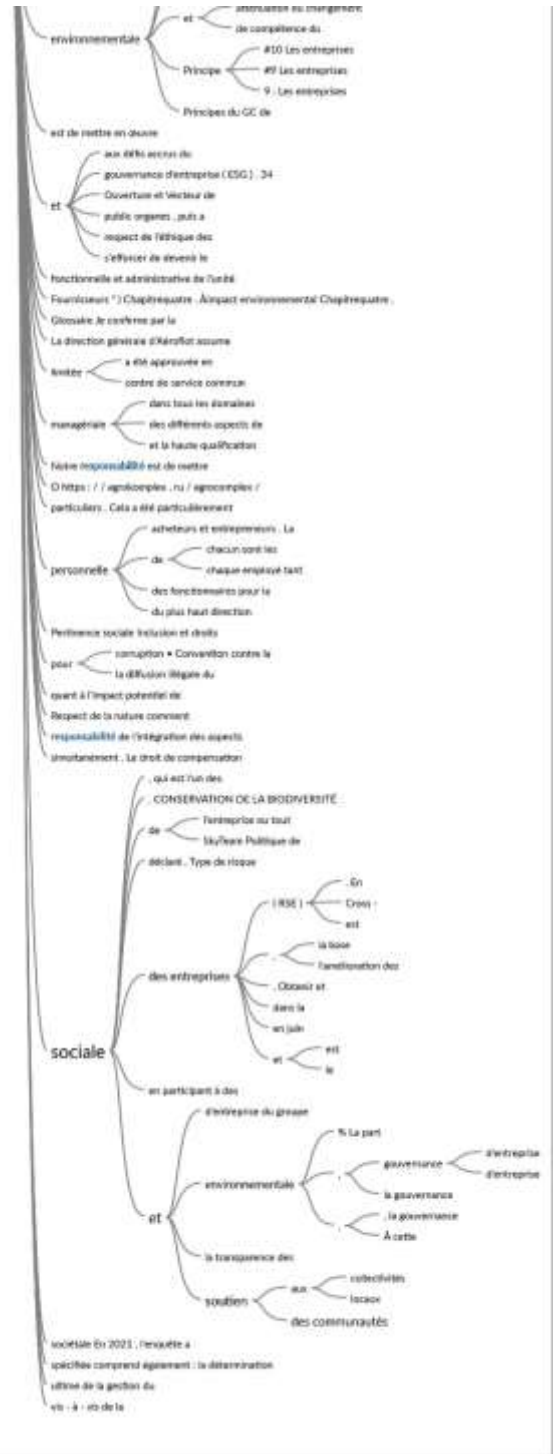 atténuation du changement
et
de compétence du
environnementale
#10 Les entreprises
Principe
#9 Les entreprises
9 - Les entreprises
Principes du GC de
est de mettre en œuvre
aux défis accrus du
gouvernance d'entreprise ( ESG ) . 34
Ouverture et Vecteur de
et
public organes , puis a
respect de l'éthique des
s'efforcer de devenir le
fonctionnelle et administrative de l'unité
Fournisseurs " ) Chapitrequatre . Àimpact environnemental Chapitrequatre .
Glossaire Je confirme par la
La direction générale d'Aéroflot assume
a été approuvée en
limitée
centre de service commun
dans tous les domaines
managériale
des différents aspects de
et la haute qualification
Notre responsabilité est de mettre
O https : / / agrokomplex . ru / agrocomplex /
particuliers . Cela a été particulièrement
acheteurs et entrepreneurs . La
chacun sont les
de
personnelle
chaque employé tant
des fonctionnaires pour la
du plus haut direction
Pertinence sociale Inclusion et droits
corruption • Convention contre la
pour
la diffusion illégale du
quant à l'impact potentiel de
Respect de la nature comment
responsabilité de l'intégration des aspects
simultanément . Le droit de compensation
, qui est l'un des
. CONSERVATION DE LA BIODIVERSITÉ
l'entreprise ou tout
de
SkyTeam Politique de
déclaré . Type de risque
. En
( RSE )
Cross -
est
la base
,
l'amélioration des
des entreprises
. Obtenir et
dans la
en juin
est
et
le
sociale
en participant à des
d'entreprise du groupe
% La part
d'entreprise
gouvernance
d'entreprise
environnementale
,
la gouvernance
, la gouvernance
À cette
et
la transparence des
collectivités
aux
locaux
soutien
des communautés
sociétale En 2021 , l'enquête a
spécifiée comprend également : la détermination
ultime de la gestion du
vis - à - vis de la